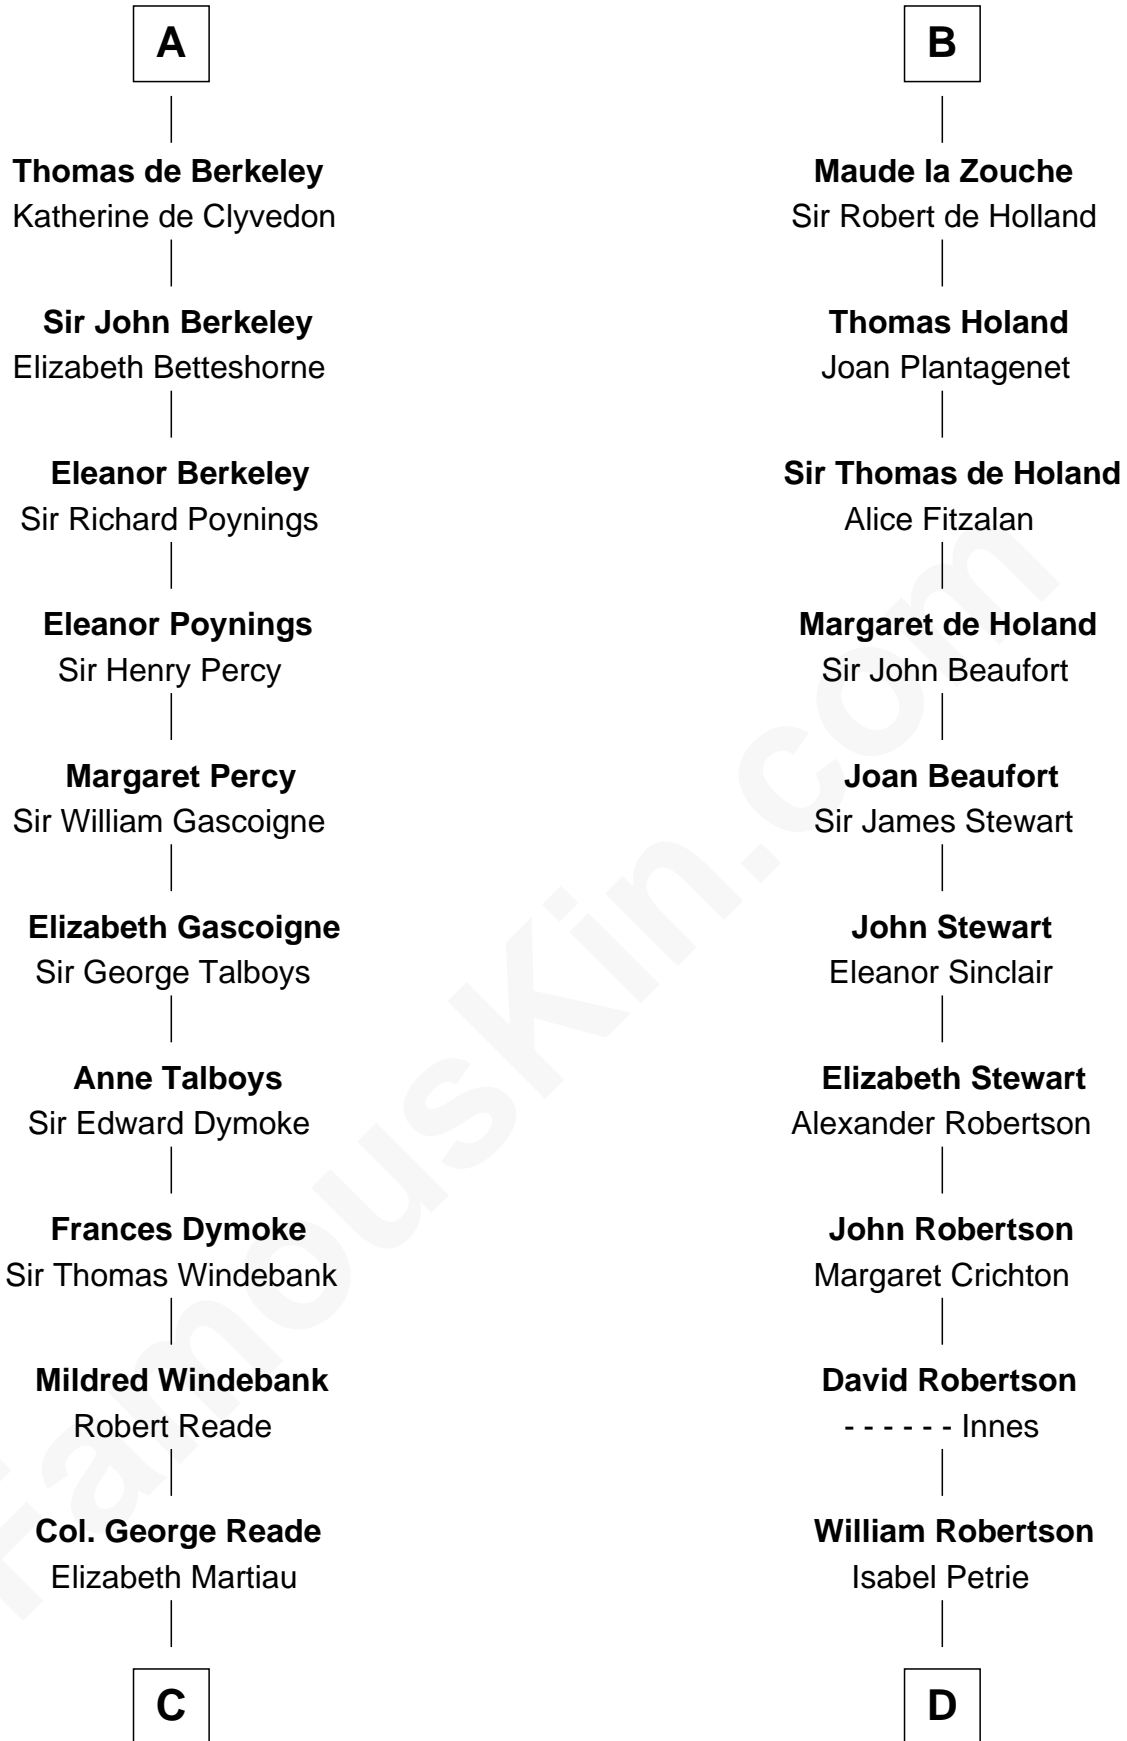 A
Thomas de Berkeley
Katherine de Clyvedon
Sir John Berkeley
Elizabeth Betteshorne
Eleanor Berkeley
Sir Richard Poynings
Eleanor Poynings
Sir Henry Percy
Margaret Percy
Sir William Gascoigne
Elizabeth Gascoigne
Sir George Talboys
Anne Talboys
Sir Edward Dymoke
Frances Dymoke
Sir Thomas Windebank
Mildred Windebank
Robert Reade
Col. George Reade
Elizabeth Martiau
C
B
Maude la Zouche
Sir Robert de Holland
Thomas Holand
Joan Plantagenet
Sir Thomas de Holand
Alice Fitzalan
Margaret de Holand
Sir John Beaufort
Joan Beaufort
Sir James Stewart
John Stewart
Eleanor Sinclair
Elizabeth Stewart
Alexander Robertson
John Robertson
Margaret Crichton
David Robertson
- - - - - - Innes
William Robertson
Isabel Petrie
D
FamousKin.com